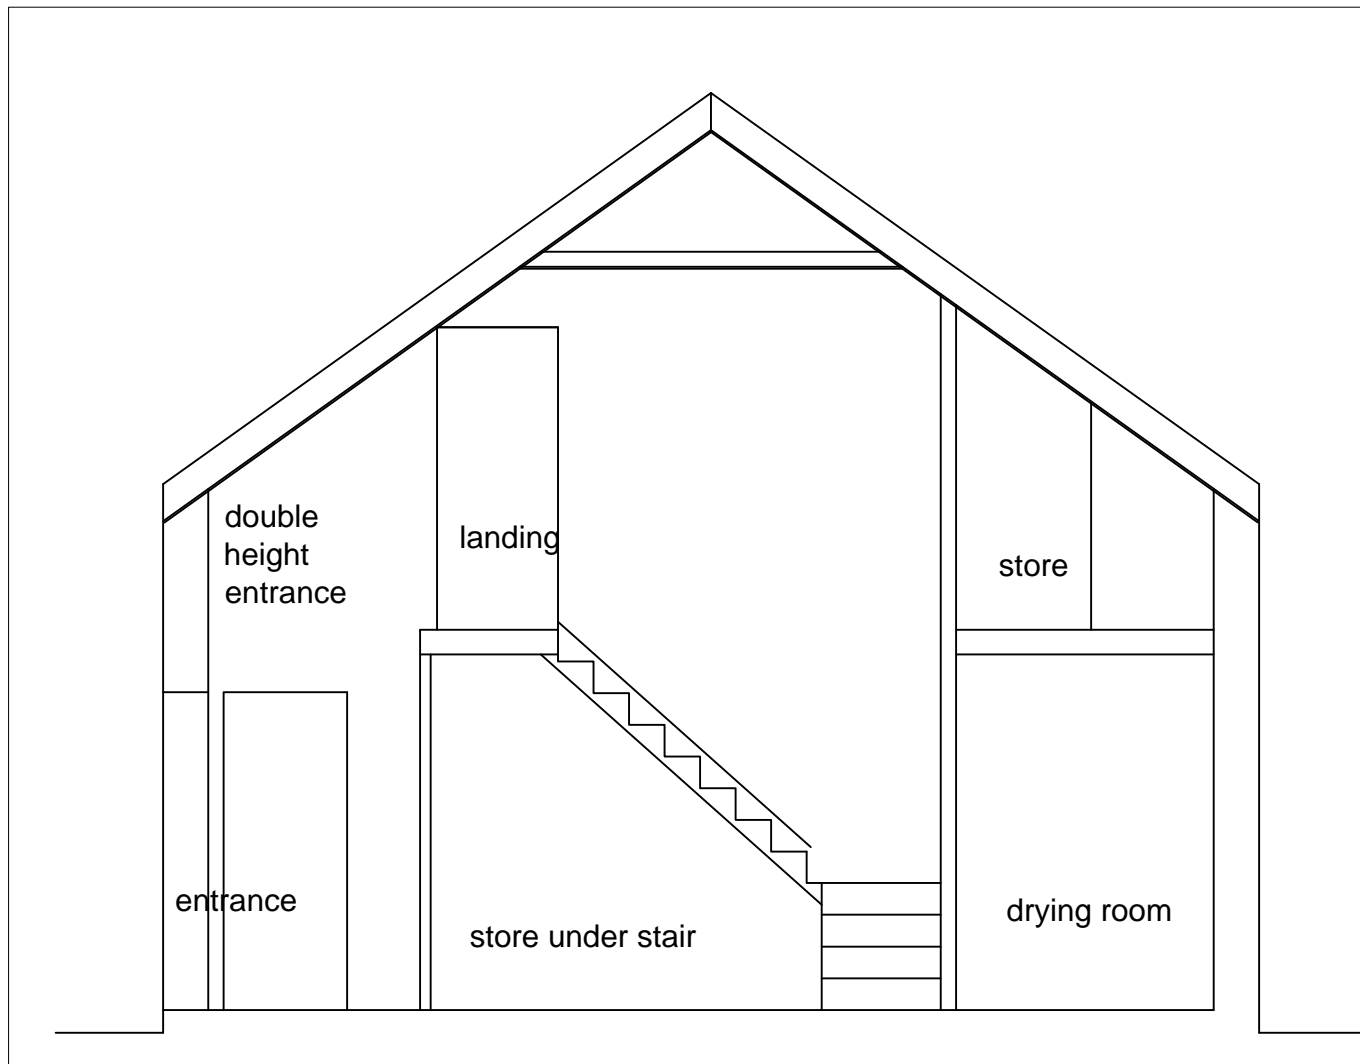 double
height
entrance
landing
store
entrance
store under stair
drying room